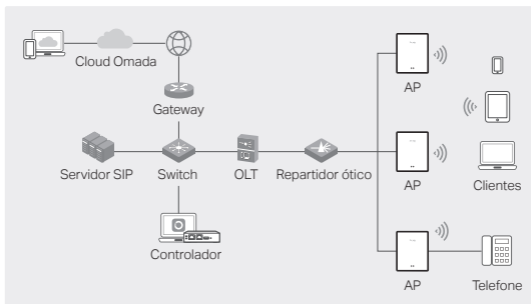 Cloud Omada
AP
Gateway
Servidor SIP
Switch
OLT
Repartidor ótico
AP
Clientes
Controlador
AP
Telefone